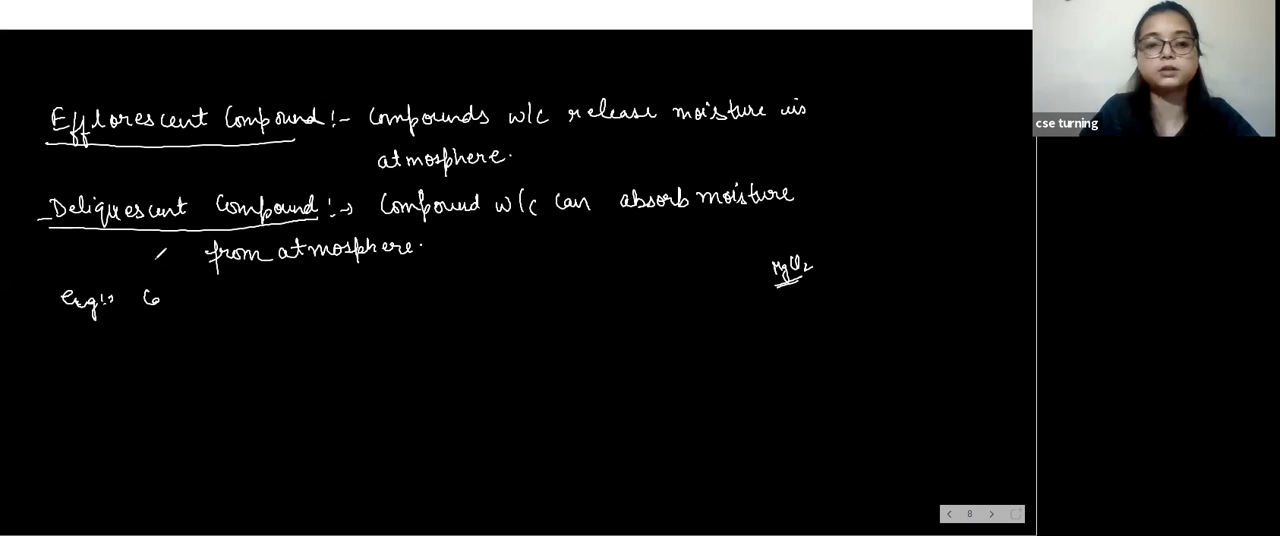 Efflorescent Compound :- Compounds w/c release moisture in
atmosphere.
Deliquescent Compound :→ Compound w/c can absorb moisture
from atmosphere.
MgCl2
e.g :→ Co
cse turning
8